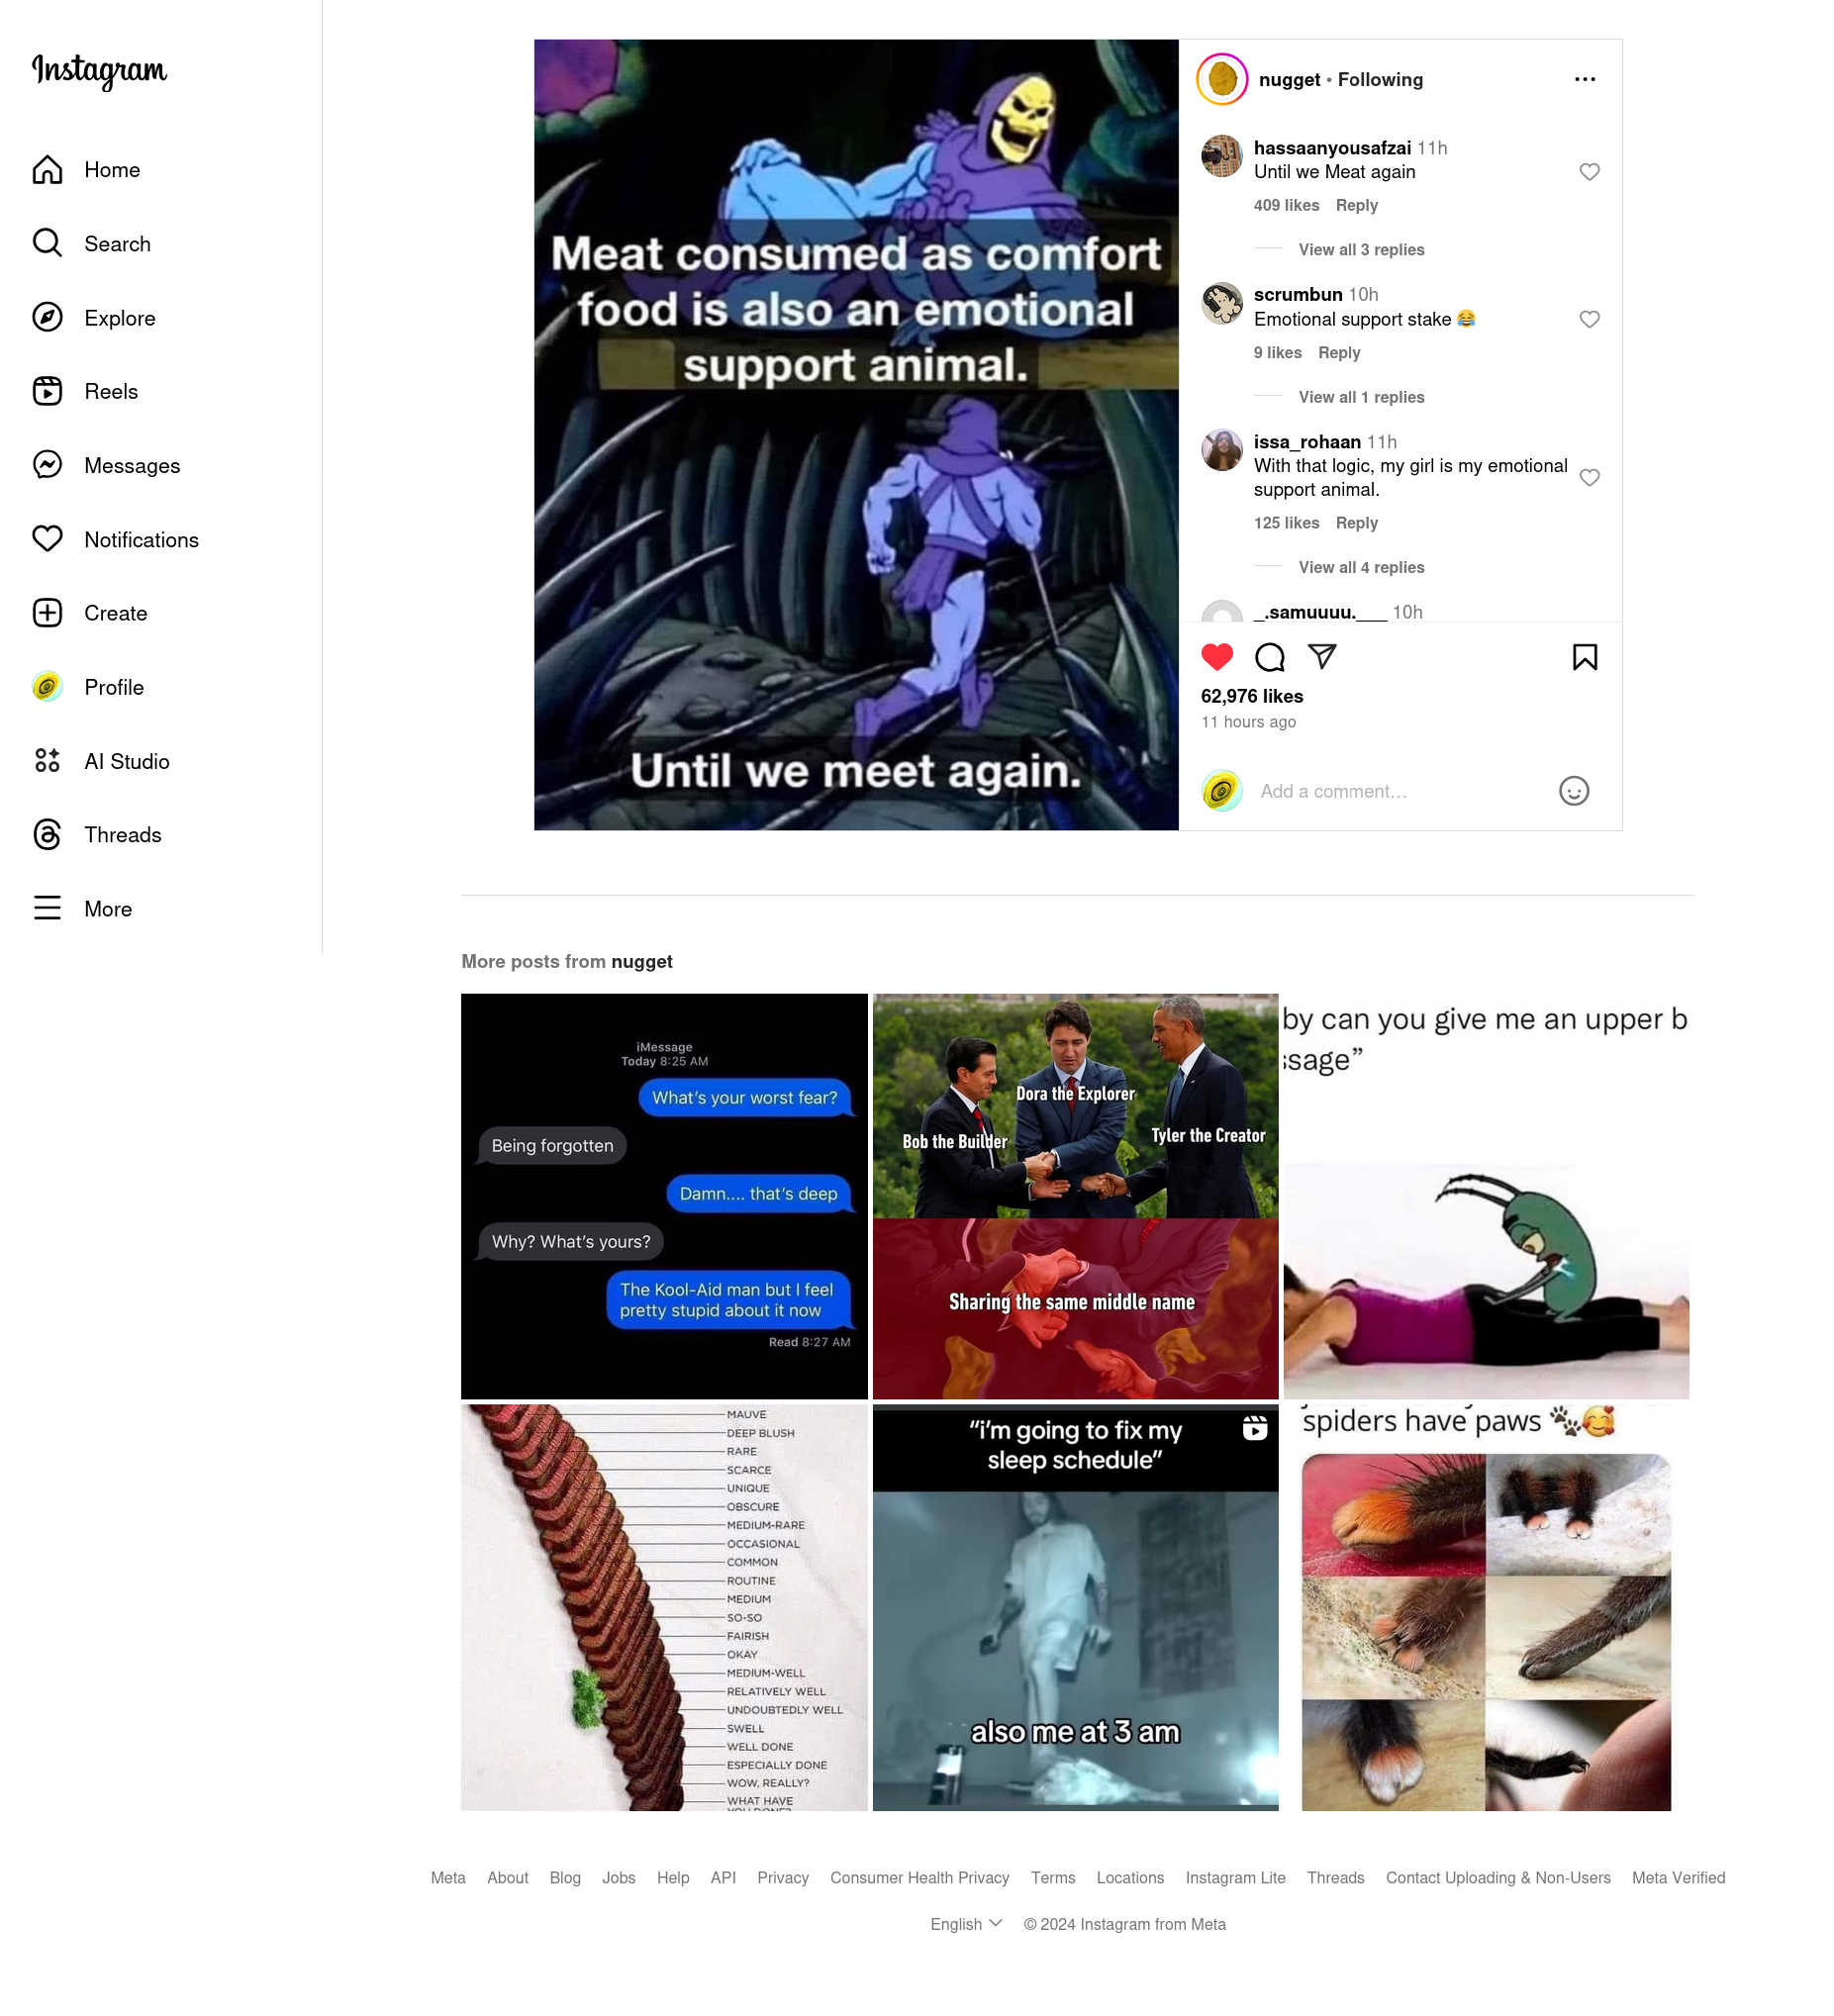 Instagram
Home
Search
Explore
Reels
Messages
Notifications
Create
Profile
AI Studio
Threads
More
Meat consumed as comfort
food is also an emotional
support animal.
Until we meet again.
nugget • Following
hassaanyousafzai 11h
Until we Meat again
409 likes Reply
View all 3 replies
scrumbun 10h
Emotional support stake 😂
9 likes Reply
View all 1 replies
issa_rohaan 11h
With that logic, my girl is my emotional
support animal.
125 likes Reply
View all 4 replies
_.samuuuu.___ 10h
62,976 likes
11 hours ago
Add a comment...
More posts from nugget
iMessage
Today 8:25 AM
What's your worst fear?
Being forgotten
Damn.... that's deep
Why? What's yours?
The Kool-Aid man but I feel
pretty stupid about it now
Read 8:27 AM
Dora the Explorer
Bob the Builder
Tyler the Creator
Sharing the same middle name
by can you give me an upper b
ssage”
MAUVE
DEEP BLUSH
RARE
SCARCE
UNIQUE
OBSCURE
MEDIUM-RARE
OCCASIONAL
COMMON
ROUTINE
MEDIUM
SO-SO
FAIRISH
OKAY
MEDIUM-WELL
RELATIVELY WELL
UNDOUBTEDLY WELL
SWELL
WELL DONE
ESPECIALLY DONE
WOW, REALLY?
WHAT HAVE
YOU DONE?
“i’m going to fix my
sleep schedule”
also me at 3 am
spiders have paws 🐾🥰
Meta About Blog Jobs Help API Privacy Consumer Health Privacy Terms Locations Instagram Lite Threads Contact Uploading & Non-Users Meta Verified
English © 2024 Instagram from Meta